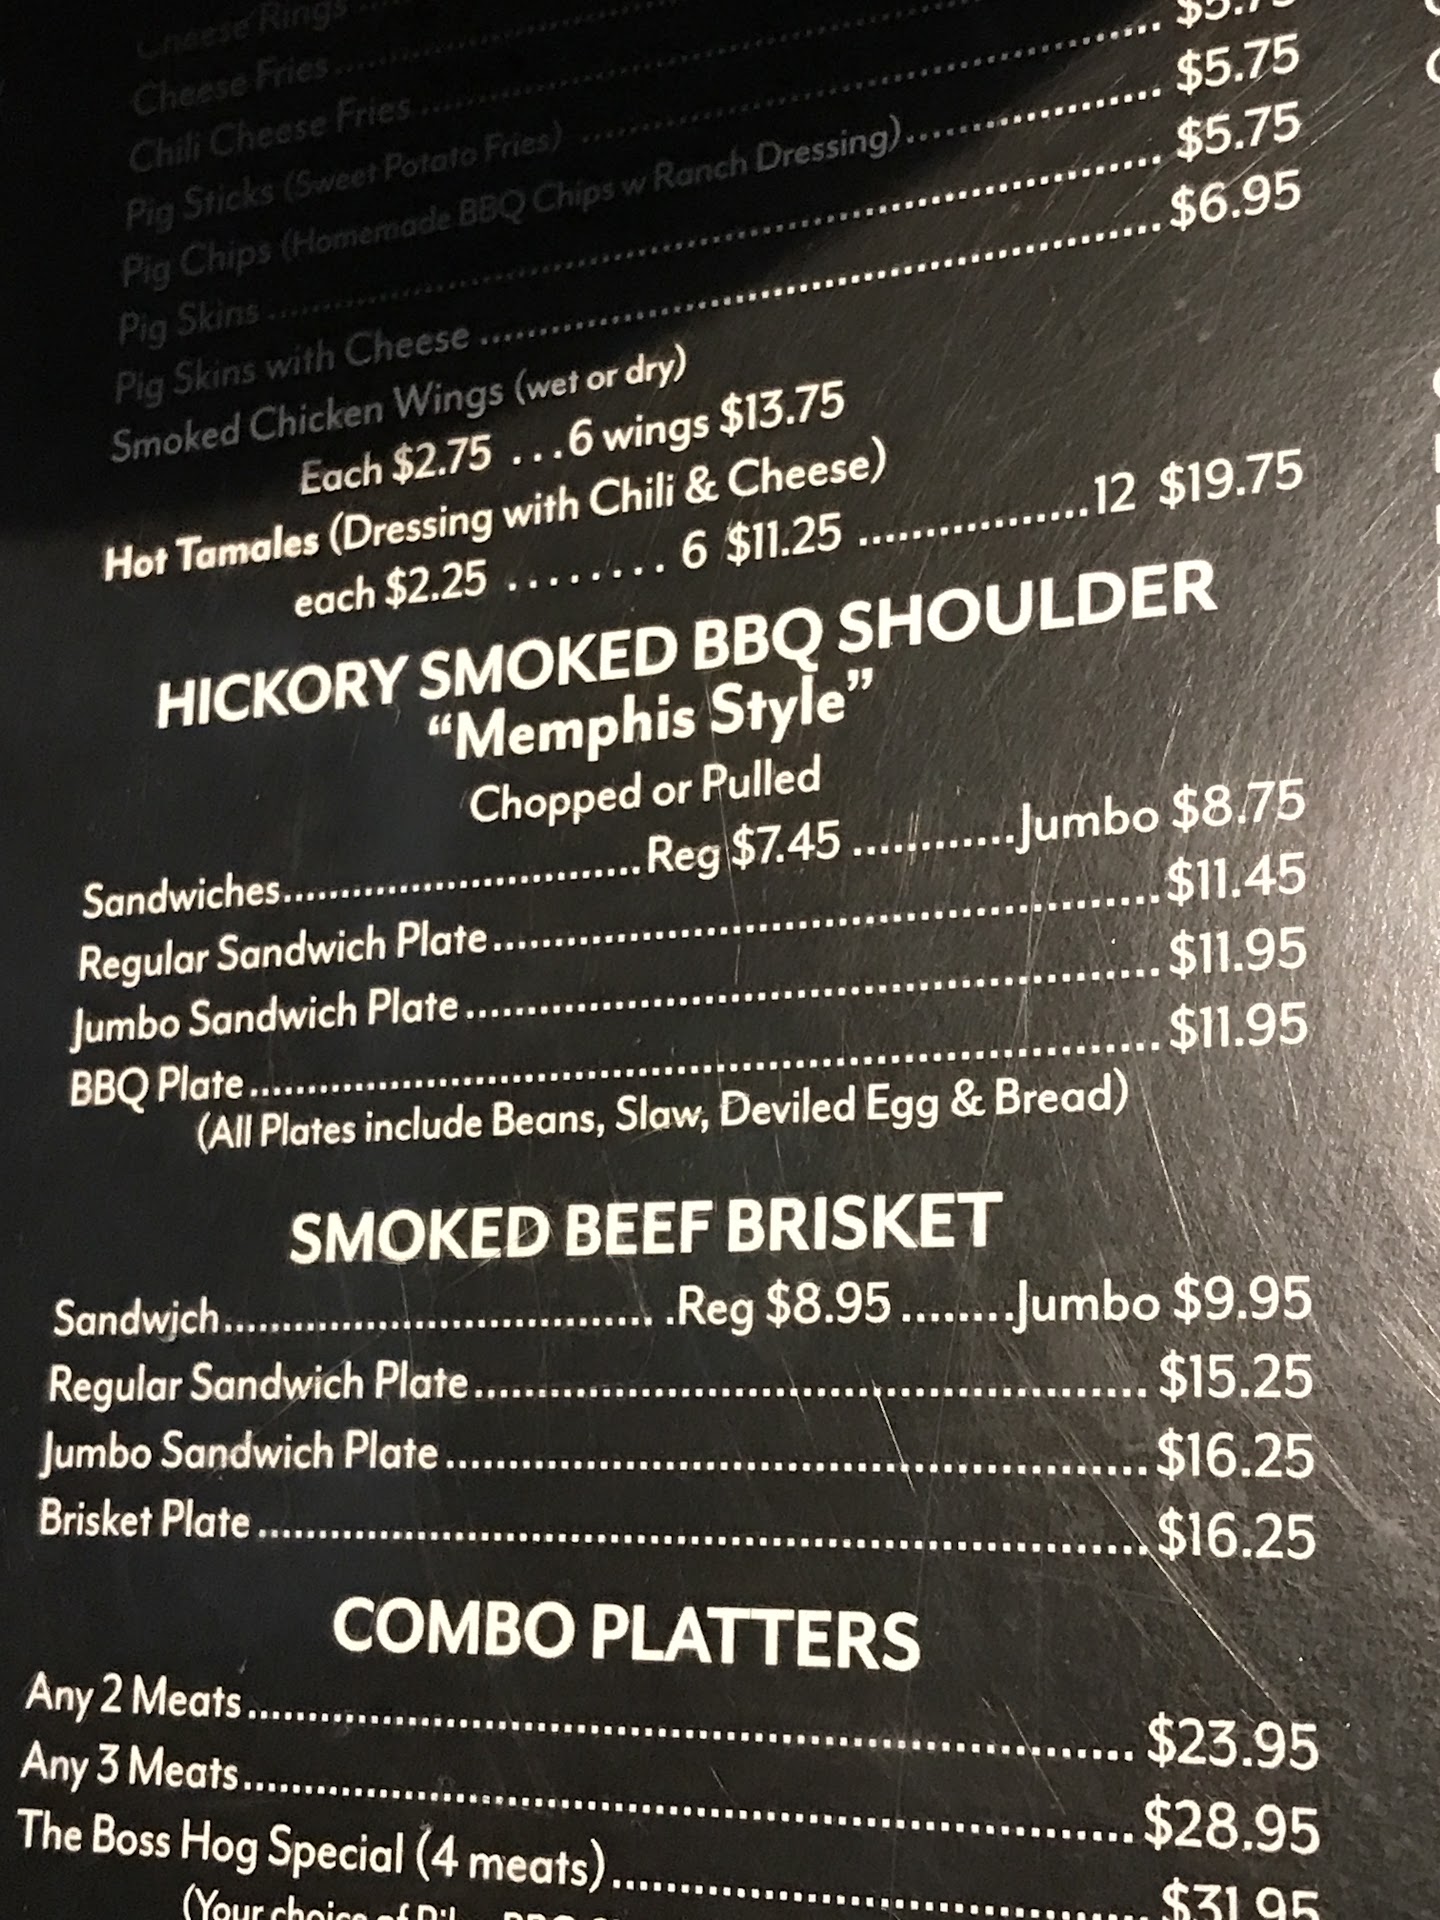 Cheese Rings
Cheese Fries
Chili Cheese Fries
Pig Sticks (Sweet Potato Fries) $5.75
Pig Chips (Homemade BBQ Chips w Ranch Dressing) $5.75
Pig Skins $5.75
Pig Skins with Cheese $6.95
Smoked Chicken Wings (wet or dry)
Each $2.75 ...6 wings $13.75
Hot Tamales (Dressing with Chili & Cheese)
each $2.25 ........ 6 $11.25 ................12 $19.75
HICKORY SMOKED BBQ SHOULDER
“Memphis Style”
Chopped or Pulled
Sandwiches..............................Reg $7.45 ..............Jumbo $8.75
Regular Sandwich Plate..............................$11.45
Jumbo Sandwich Plate..............................$11.95
BBQ Plate..............................$11.95
(All Plates include Beans, Slaw, Deviled Egg & Bread)
SMOKED BEEF BRISKET
Sandwich.............................. .Reg $8.95 ........Jumbo $9.95
Regular Sandwich Plate..............................$15.25
Jumbo Sandwich Plate..............................$16.25
Brisket Plate..............................$16.25
COMBO PLATTERS
Any 2 Meats..............................$23.95
Any 3 Meats..............................$28.95
The Boss Hog Special (4 meats)..............................$31.95
(Your choice of